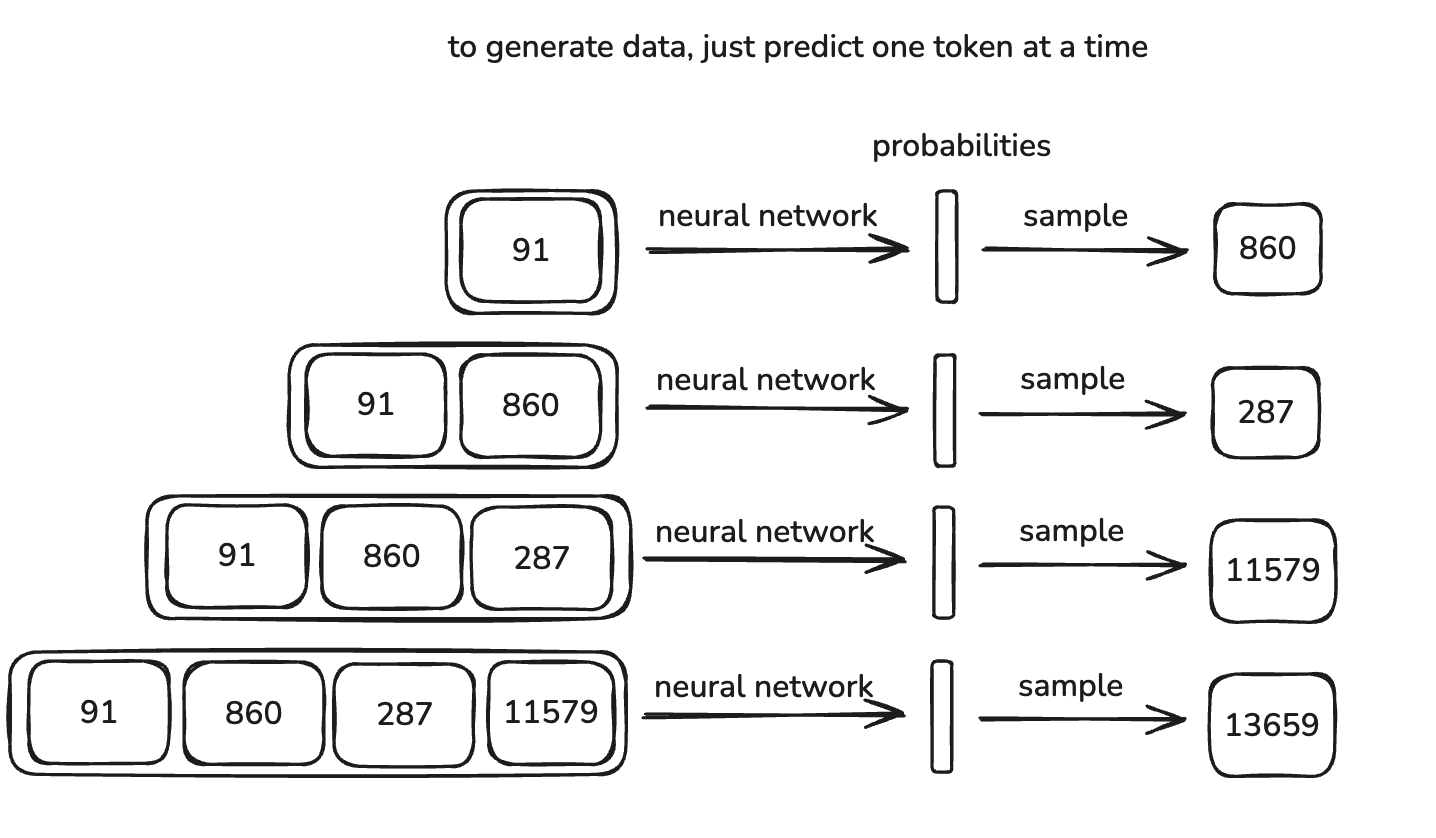 to generate data, just predict one token at a time
probabilities
91 neural network sample 860
91 860 neural network sample 287
91 860 287 neural network sample 11579
91 860 287 11579 neural network sample 13659